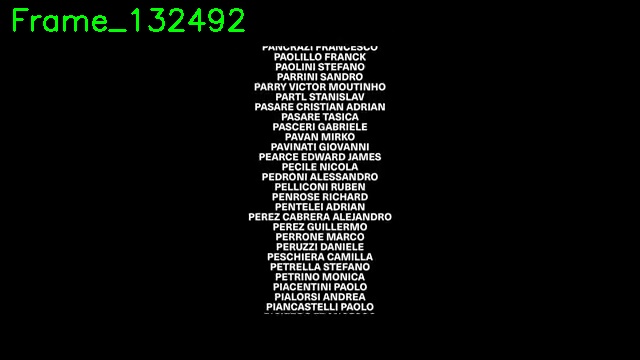 Frame_132492
PANCRAZI FRANCESCO
PAOLILLO FRANCK
PAOLINI STEFANO
PARRINI SANDRO
PARRY VICTOR MOUTINHO
PARTL STANISLAV
PASARE CRISTIAN ADRIAN
PASARE TASICA
PASCERI GABRIELE
PAVAN MIRKO
PAVINATI GIOVANNI
PEARCE EDWARD JAMES
PECILE NICOLA
PEDRONI ALESSANDRO
PELLICONI RUBEN
PENROSE RICHARD
PENTELEI ADRIAN
PEREZ CABRERA ALEJANDRO
PEREZ GUILLERMO
PERRONE MARCO
PERUZZI DANIELE
PESCHIERA CAMILLA
PETRELLA STEFANO
PETRINO MONICA
PIACENTINI PAOLO
PIALORSI ANDREA
PIANCASTELLI PAOLO